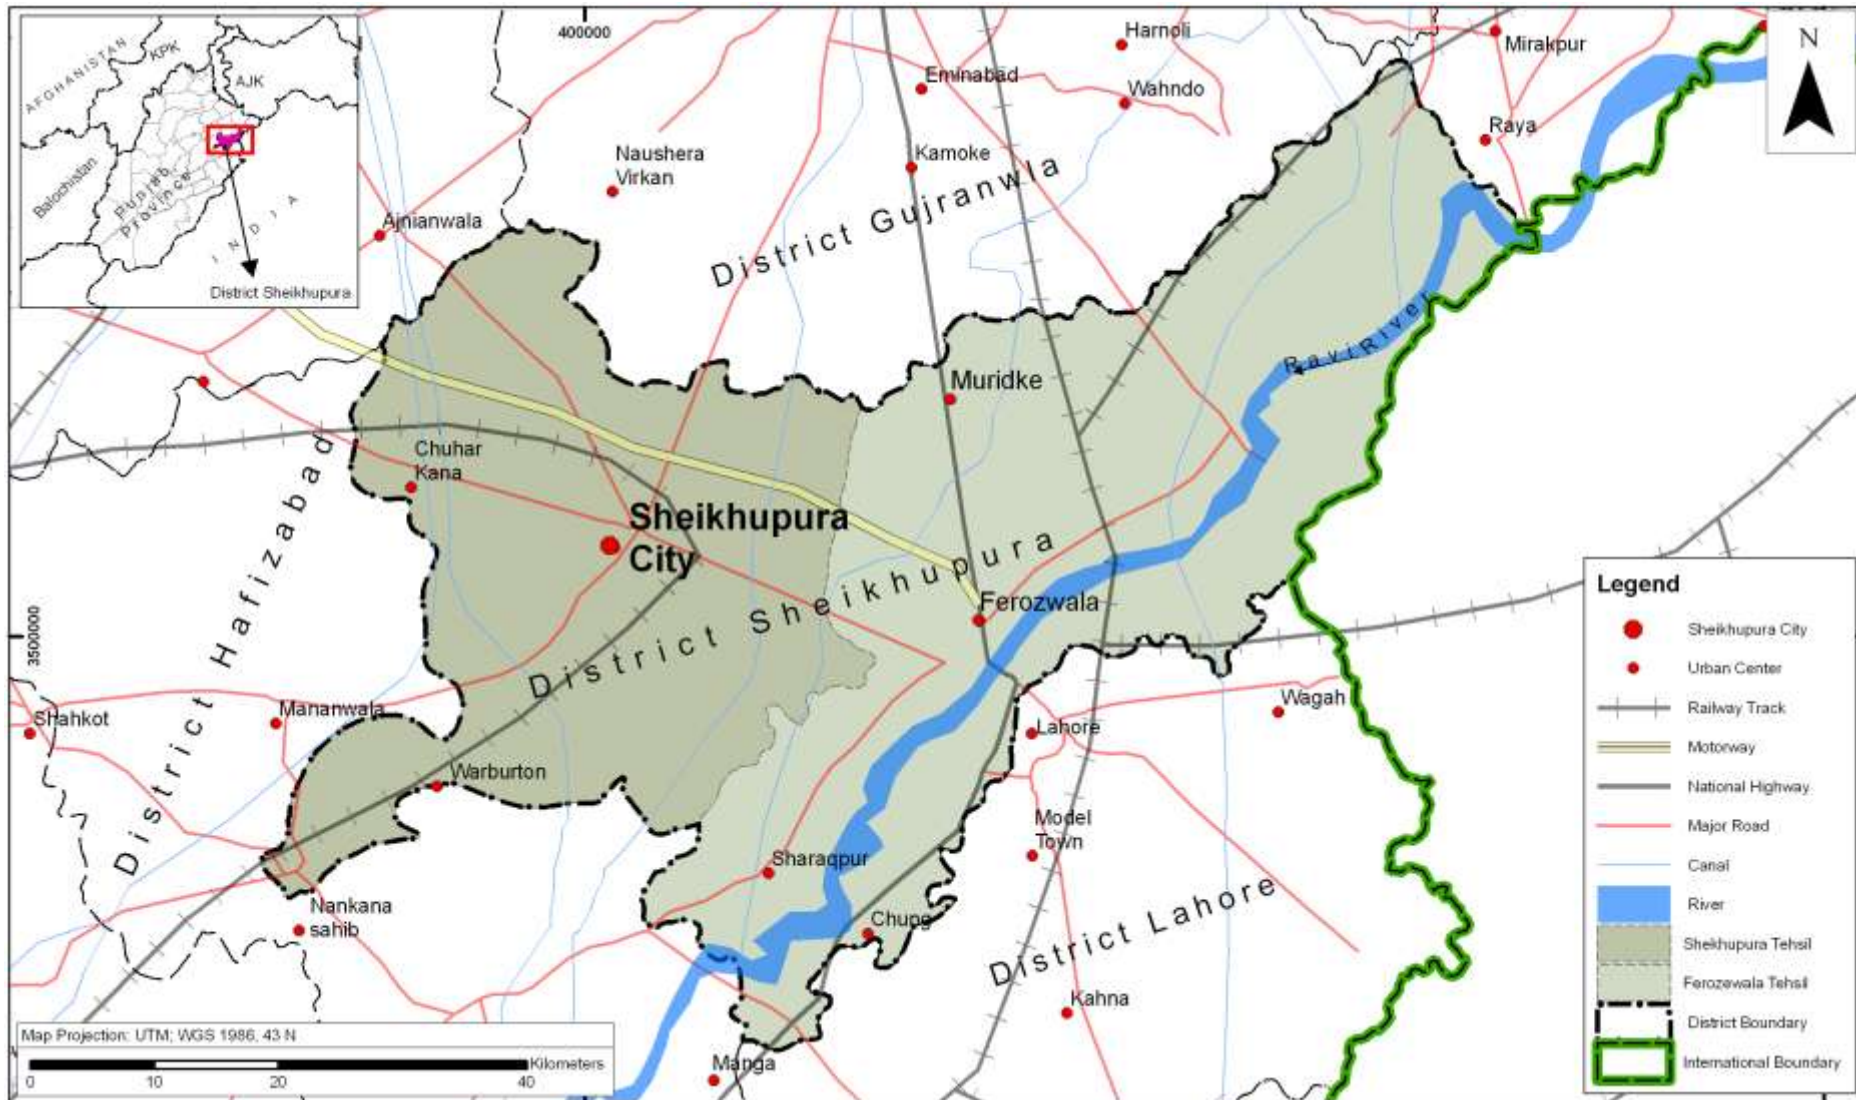 AFGHANISTAN
KPK
AJK
Balochistan
Punjab
Province
INDIA
District Sheikhupura
400000
3500000
N
Harnoli
Mirakpur
Eminabad
Wahndo
Raya
Naushera
Virkan
Kamoke
Ajnianwala
District Gujranwla
Ravi River
Muridke
Chuhar
Kana
Sheikhupura
City
District Hafizabad
District Sheikhupura
Ferozwala
Shahkot
Mananwala
Lahore
Wagah
Warburton
Model
Town
Sharaqpur
Nankana
sahib
Chung
District Lahore
Kahna
Manga
Map Projection: UTM; WGS 1986, 43 N
Kilometers
0 10 20 40
Legend
Sheikhupura City
Urban Center
Railway Track
Motorway
National Highway
Major Road
Canal
River
Shekhupura Tehsil
Ferozewala Tehsil
District Boundary
International Boundary